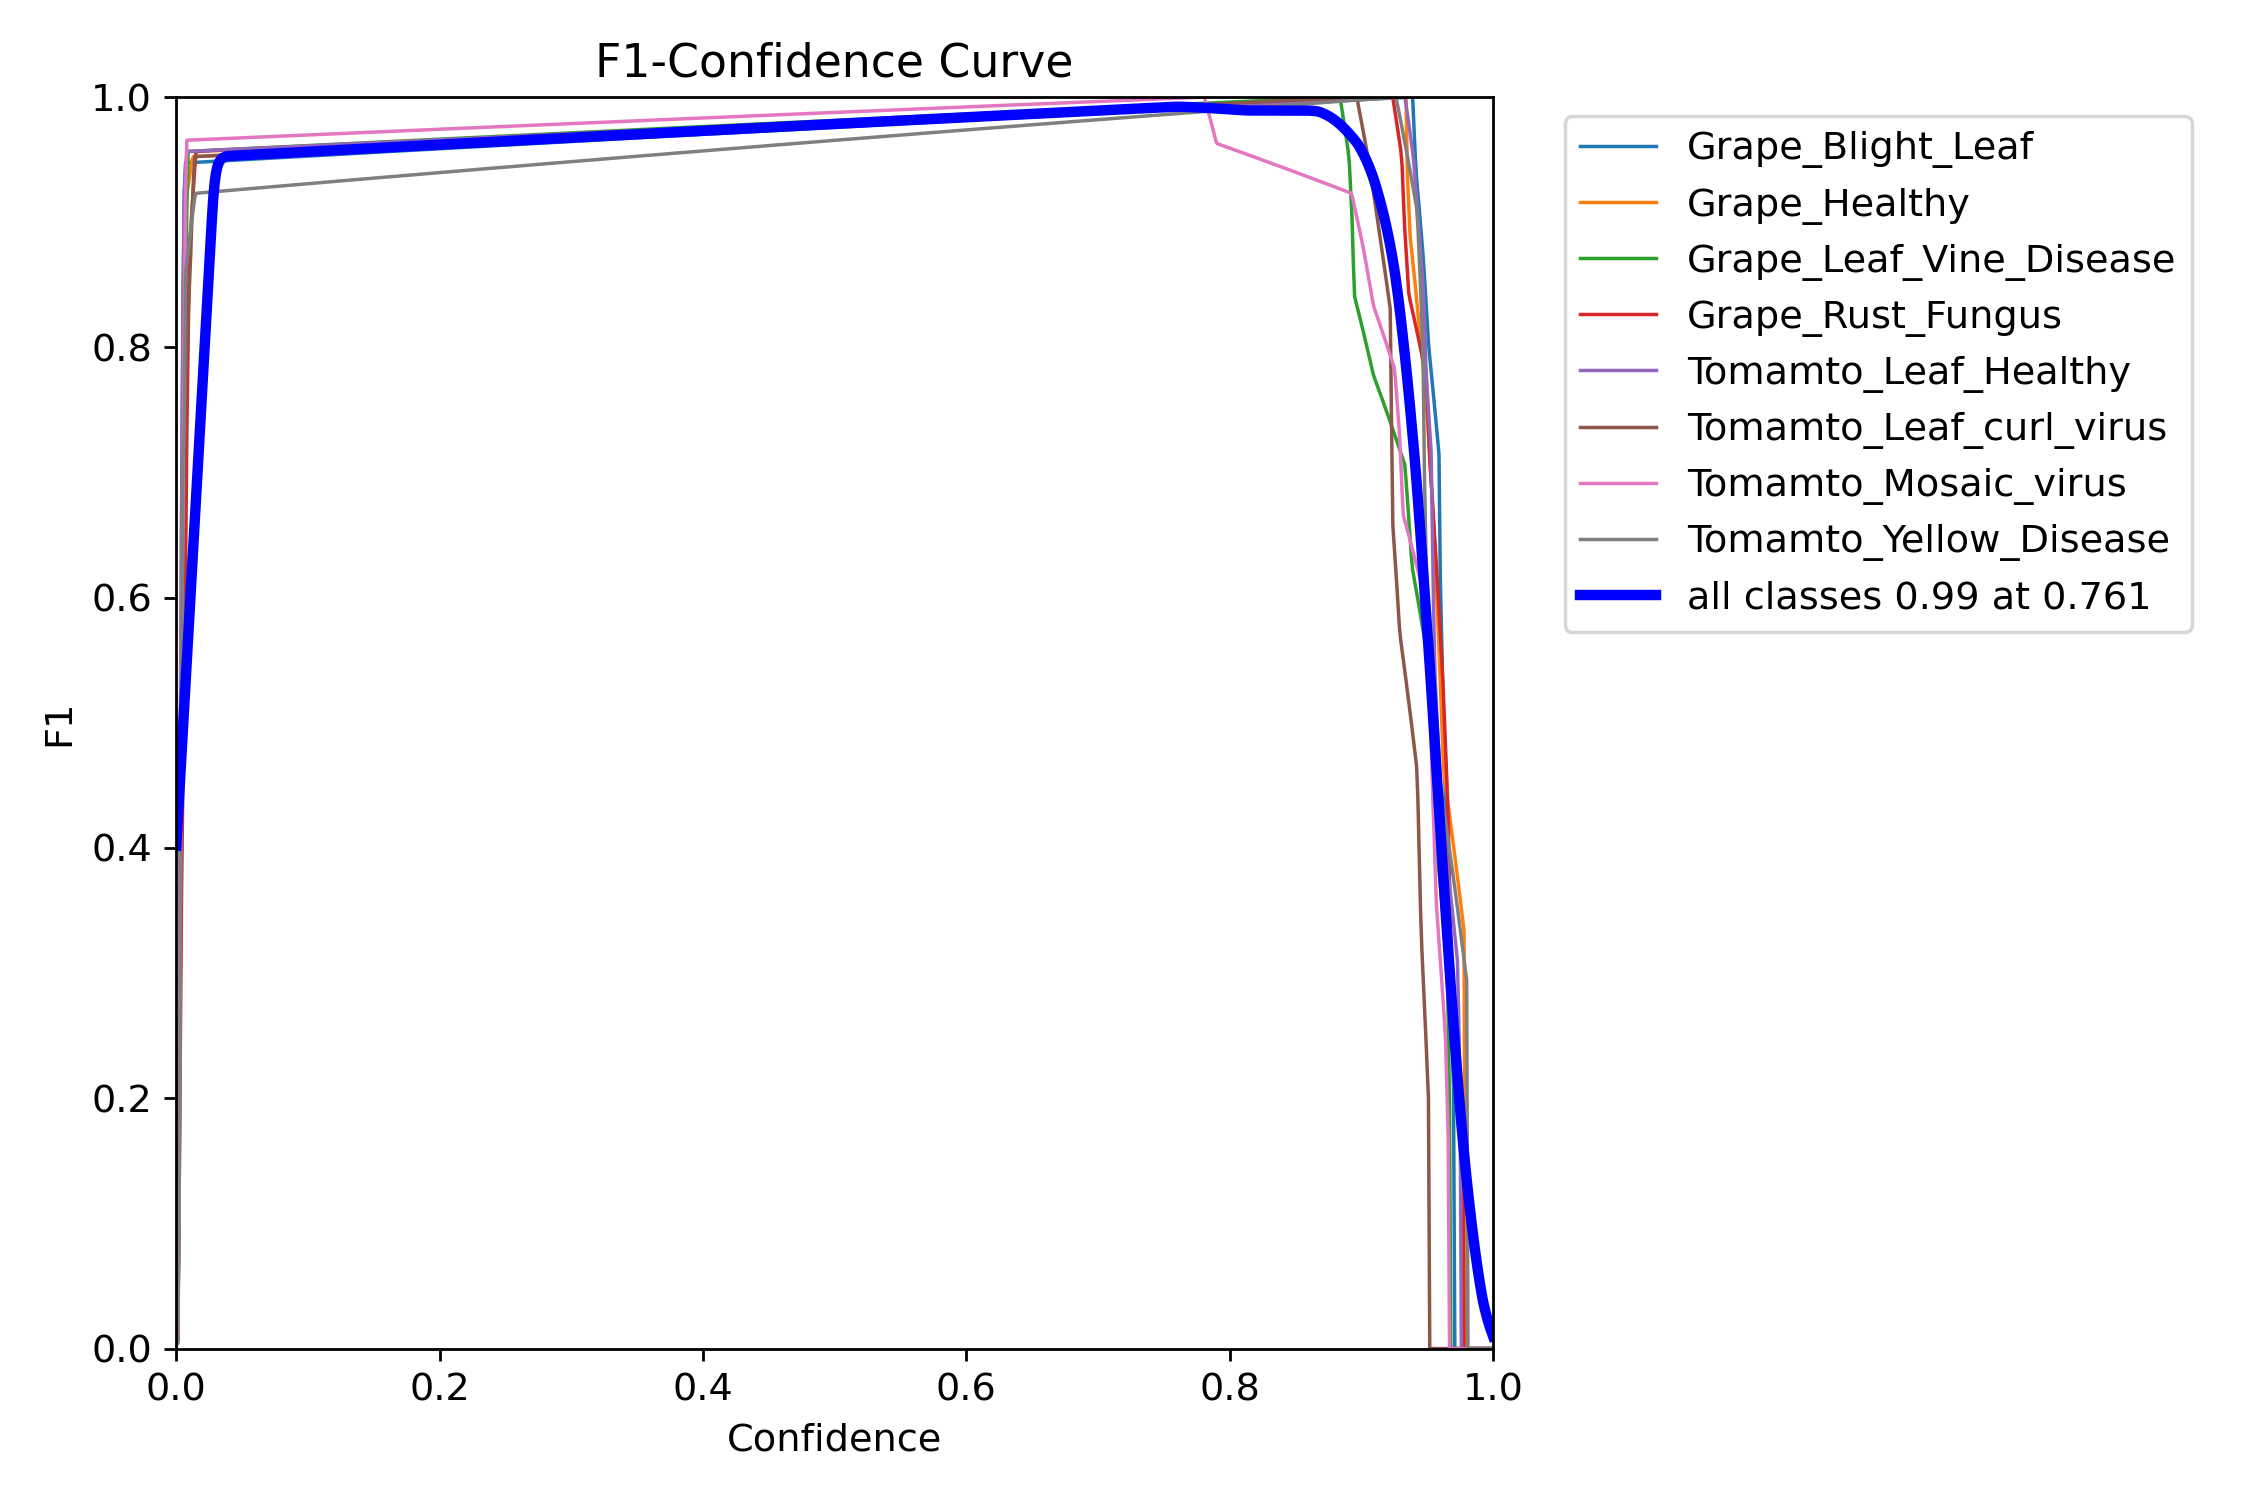 F1-Confidence Curve
1.0
0.8
0.6
0.4
0.2
0.0
F1
0.0 0.2 0.4 0.6 0.8 1.0
Confidence
Grape_Blight_Leaf
Grape_Healthy
Grape_Leaf_Vine_Disease
Grape_Rust_Fungus
Tomamto_Leaf_Healthy
Tomamto_Leaf_curl_virus
Tomamto_Mosaic_virus
Tomamto_Yellow_Disease
all classes 0.99 at 0.761